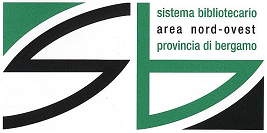 sistema bibliotecario
area nord-ovest
provincia di bergamo